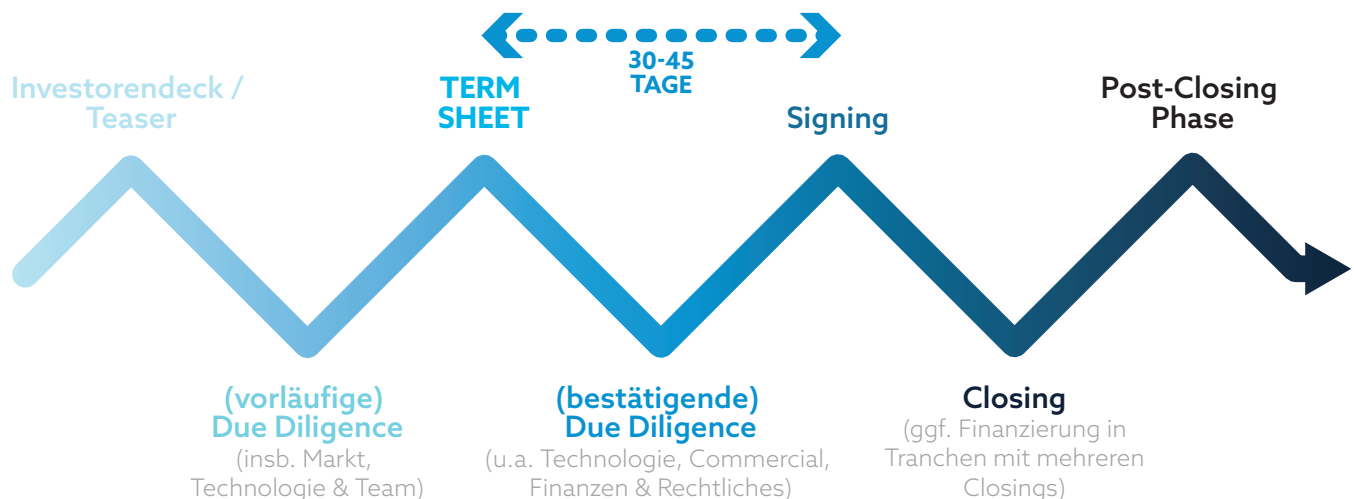 30-45
TAGE
Investorendeck /
Teaser
TERM
SHEET
Signing
Post-Closing
Phase
(vorläufige)
Due Diligence
(insb. Markt,
Technologie & Team)
(bestätigende)
Due Diligence
(u.a. Technologie, Commercial,
Finanzen & Rechtliches)
Closing
(ggf. Finanzierung in
Tranchen mit mehreren
Closings)